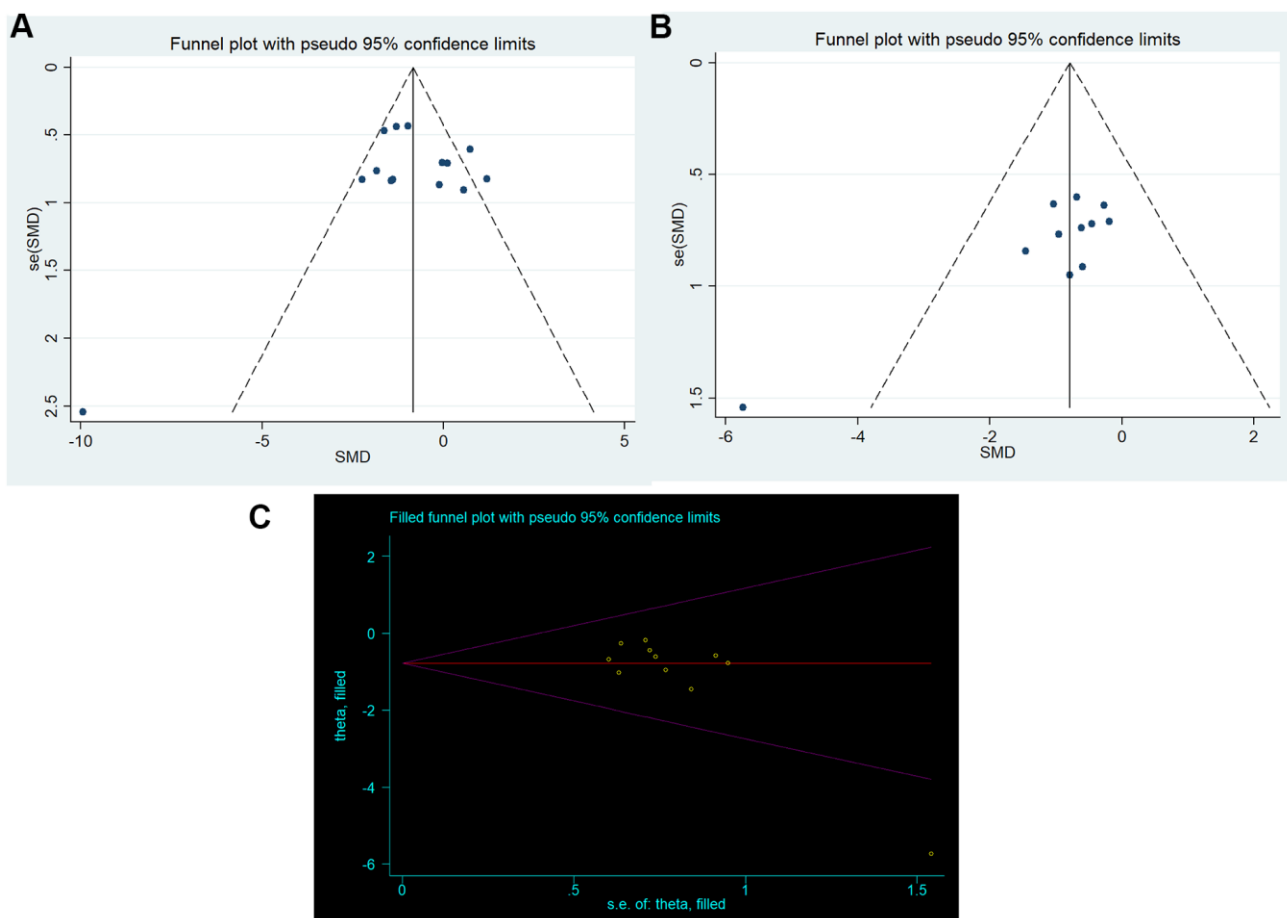 A
Funnel plot with pseudo 95% confidence limits
0
.5
1
1.5
2
2.5
se(SMD)
-10
-5
0
5
SMD
B
Funnel plot with pseudo 95% confidence limits
0
.5
1
1.5
se(SMD)
-6
-4
-2
0
2
SMD
C
Filled funnel plot with pseudo 95% confidence limits
2
0
-2
-4
-6
theta, filled
0
.5
1
1.5
s.e. of: theta, filled